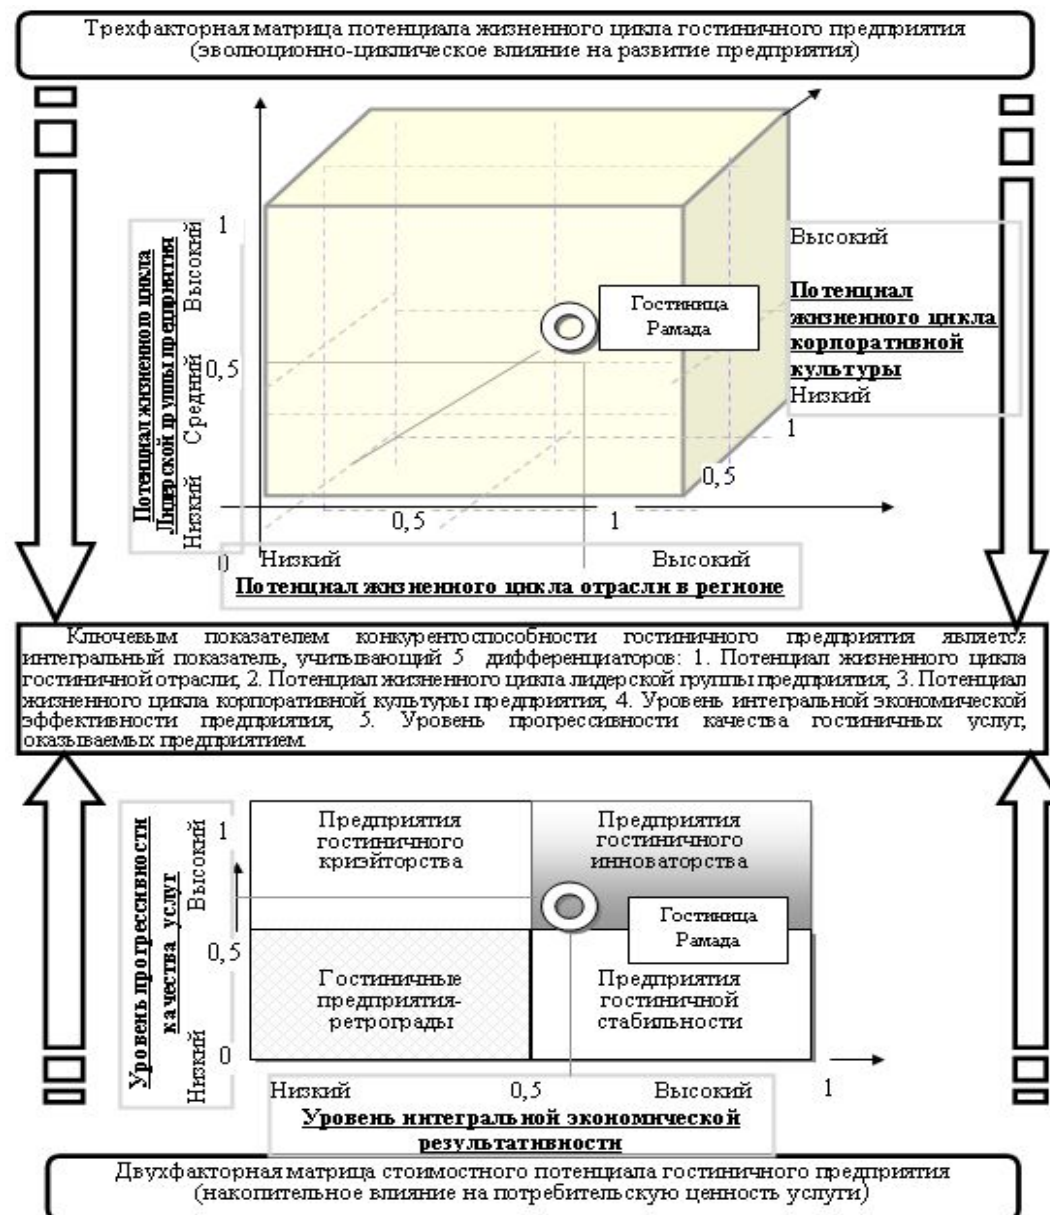 Трехфакторная матрица потенциала жизненного цикла гостиничного предприятия
(эволюционно-циклическое влияние на развитие предприятия)
Потенциал жизненного цикла
Лидерской группы предприятия
Низкий Средний Высокий
1
0,5
0
Гостиница
Рамада
Высокий
Потенциал
жизненного цикла
корпоративной
культуры
Низкий
1
0,5
0,5
1
Низкий
Высокий
Потенциал жизненного цикла отрасли в регионе
Ключевым показателем конкурентоспособности гостиничного предприятия является
интегральный показатель, учитывающий 5 дифференциаторов: 1. Потенциал жизненного цикла
гостиничной отрасли; 2. Потенциал жизненного цикла лидерской группы предприятия; 3. Потенциал
жизненного цикла корпоративной культуры предприятия; 4. Уровень интегральной экономической
эффективности предприятия; 5. Уровень прогрессивности качества гостиничных услуг,
оказываемых предприятием.
Уровень прогрессивности
качества услуг
Низкий Высокий
1
0,5
0
Предприятия
гостиничного
криэйторства
Предприятия
гостиничного
инноваторства
Гостиница
Рамада
Гостиничные
предприятия-
ретрограды
Предприятия
гостиничной
стабильности
Низкий
0,5
Высокий
1
Уровень интегральной экономической
результативности
Двухфакторная матрица стоимостного потенциала гостиничного предприятия
(накопительное влияние на потребительскую ценность услуги)